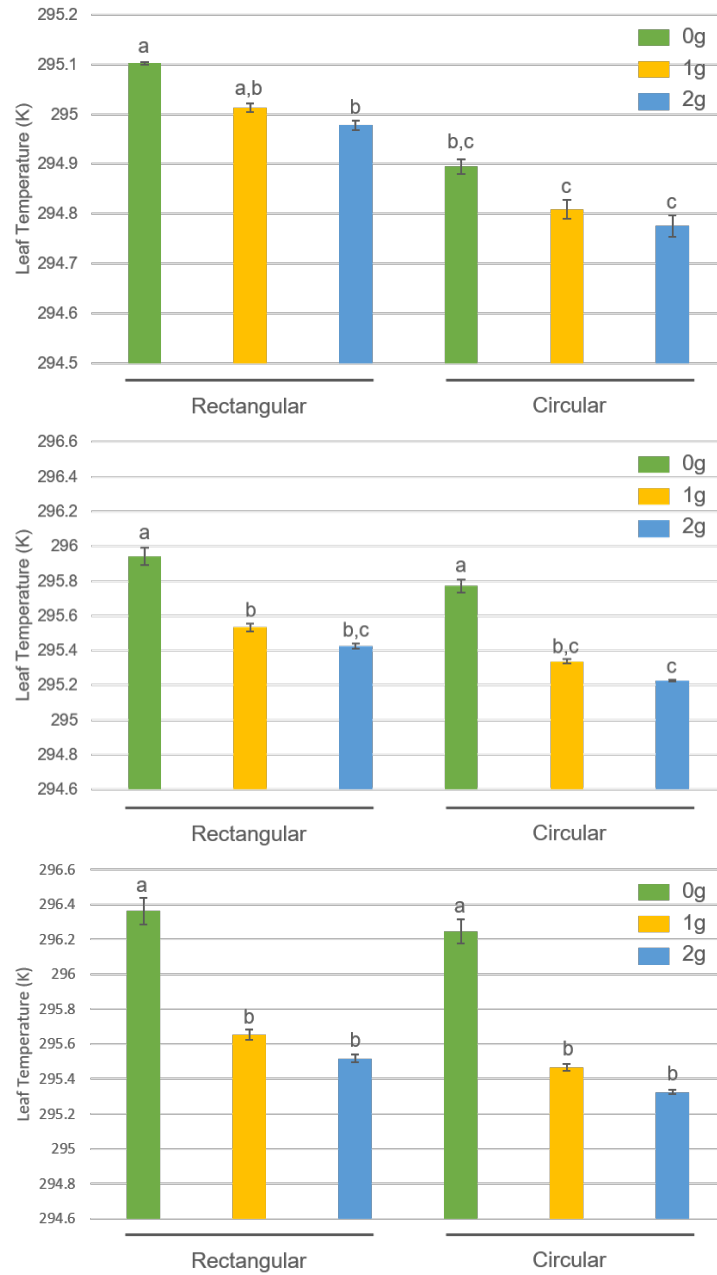 295.2
295.1
295
294.9
294.8
294.7
294.6
294.5
Leaf Temperature (K)
a
a,b
b
b,c
c
c
0g
1g
2g
Rectangular
Circular
296.6
296.4
296.2
296
295.8
295.6
295.4
295.2
295
294.8
294.6
Leaf Temperature (K)
a
b
b,c
a
b,c
c
0g
1g
2g
Rectangular
Circular
296.6
296.4
296.2
296
295.8
295.6
295.4
295.2
295
294.8
294.6
Leaf Temperature (K)
a
b
b
a
b
b
0g
1g
2g
Rectangular
Circular